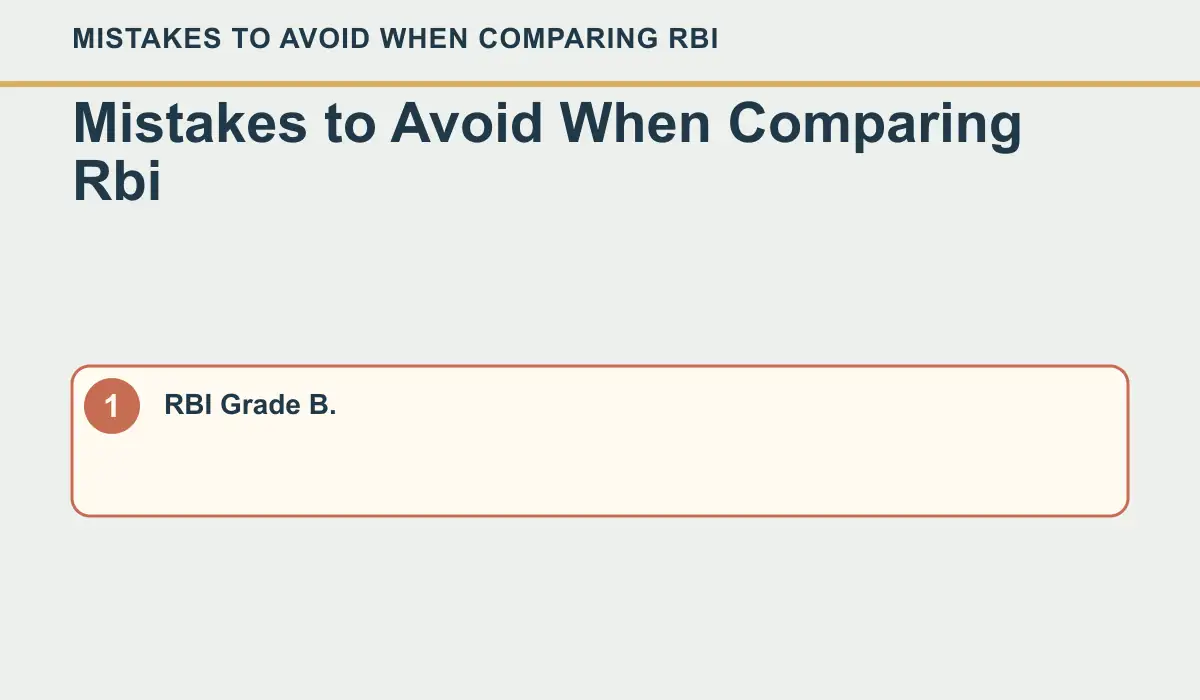 MISTAKES TO AVOID WHEN COMPARING RBI
Mistakes to Avoid When Comparing
Rbi
1
RBI Grade B.